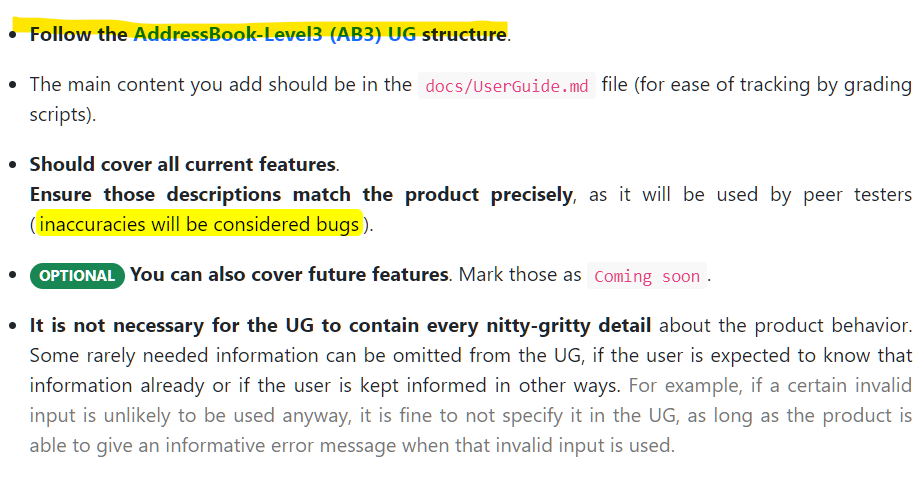 • Follow the AddressBook-Level3 (AB3) UG structure.
• The main content you add should be in the docs/UserGuide.md file (for ease of tracking by grading
scripts).
• Should cover all current features.
Ensure those descriptions match the product precisely, as it will be used by peer testers
(inaccuracies will be considered bugs).
• OPTIONAL You can also cover future features. Mark those as Coming soon.
• It is not necessary for the UG to contain every nitty-gritty detail about the product behavior.
Some rarely needed information can be omitted from the UG, if the user is expected to know that
information already or if the user is kept informed in other ways. For example, if a certain invalid
input is unlikely to be used anyway, it is fine to not specify it in the UG, as long as the product is
able to give an informative error message when that invalid input is used.